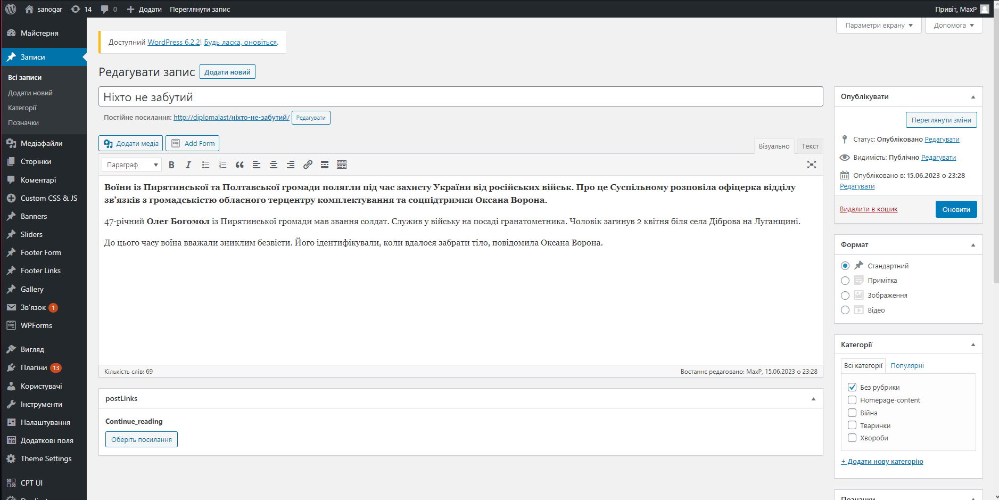 sanogar 14 0 Додати Переглянути запис Привіт, MaxP
Параметри екрану Допомога
Майстерня
Записи
Всі записи
Додати новий
Категорії
Позначки
Медіафайли
Сторінки
Коментарі
Custom CSS & JS
Banners
Sliders
Footer Form
Footer Links
Gallery
Зв’язок 1
WPForms
Вигляд
Плагіни 13
Користувачі
Інструменти
Налаштування
Додаткові поля
Theme Settings
CPT UI
Доступний WordPress 6.2.2! Будь ласка, оновіться.
Редагувати запис Додати новий
Ніхто не забутий
Постійне посилання: http://diplomalast/ніхто-не-забутий/ Редагувати
Додати медіа Add Form
Візуально Текст
Параграф
Воїни із Пирятинської та Полтавської громади полягли під час захисту України від російських військ. Про це Суспільному розповіла офіцерка відділу
зв’язків з громадськістю обласного терцентру комплектування та соцпідтримки Оксана Ворона.
47-річний Олег Богомол із Пирятинської громади мав звання солдат. Служив у війську на посаді гранатометника. Чоловік загинув 2 квітня біля села Діброва на Луганщині.
До цього часу воїна вважали зниклим безвісти. Його ідентифікували, коли вдалося забрати тіло, повідомила Оксана Ворона.
Кількість слів: 69 Востаннє редаговано: MaxP, 15.06.2023 о 23:28
postLinks
Continue_reading
Оберіть посилання
Опублікувати
Переглянути зміни
Статус: Опубліковано Редагувати
Видимість: Публічно Редагувати
Опубліковано в: 15.06.2023 о 23:28
Редагувати
Видалити в кошик Оновити
Формат
Стандартний
Примітка
Зображення
Відео
Категорії
Всі категорії Популярні
Без рубрики
Homepage-content
Війна
Тваринки
Хвороби
+ Додати нову категорію
Позначки